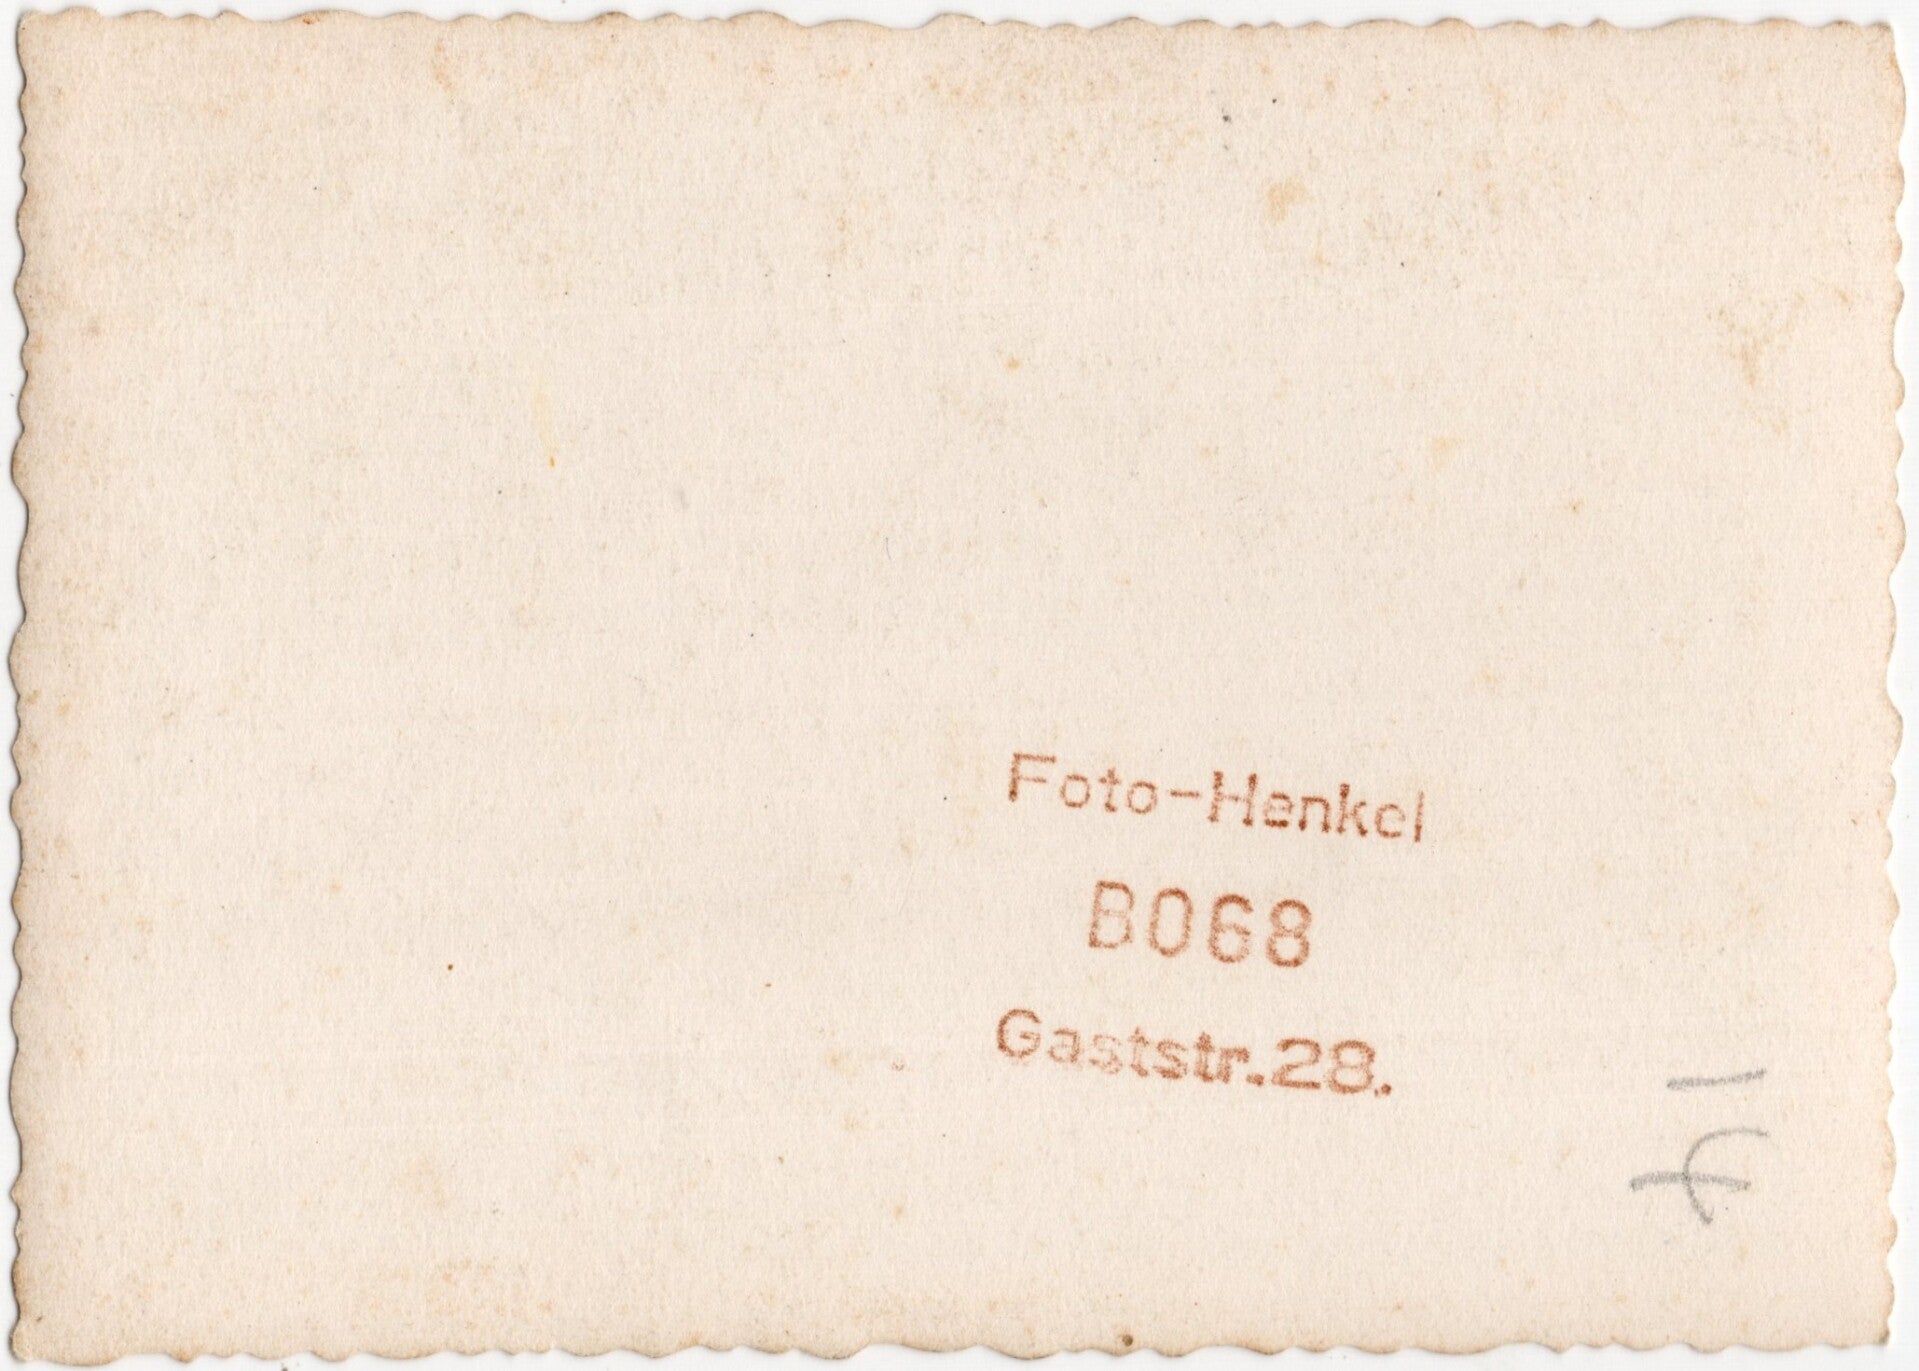 Foto-Henkel
B068
Gaststr.28.